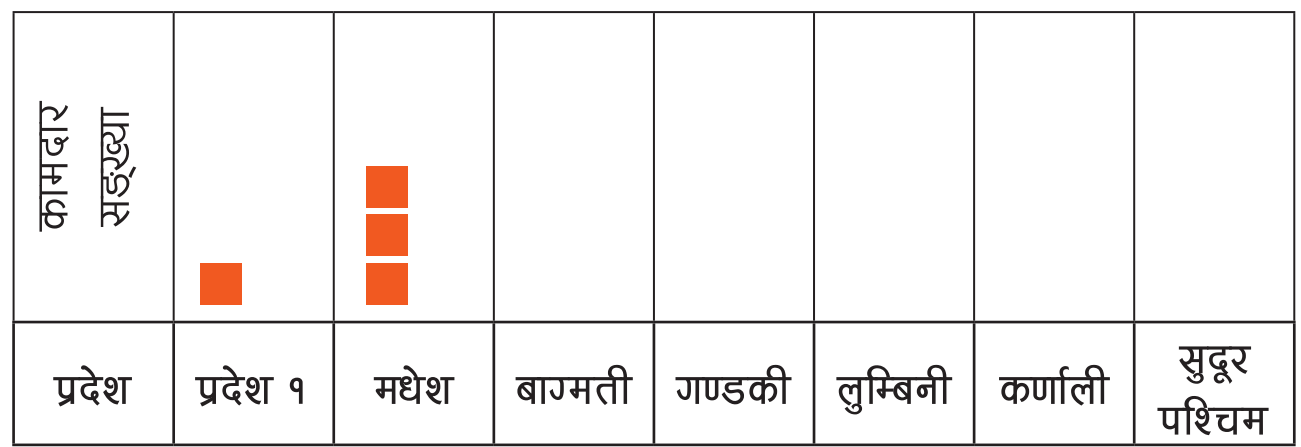 कामदार
सङ्ख्या
प्रदेश
प्रदेश १
मधेश
बाग्मती
गण्डकी
लुम्बिनी
कर्णाली
सुदूर
पश्चिम